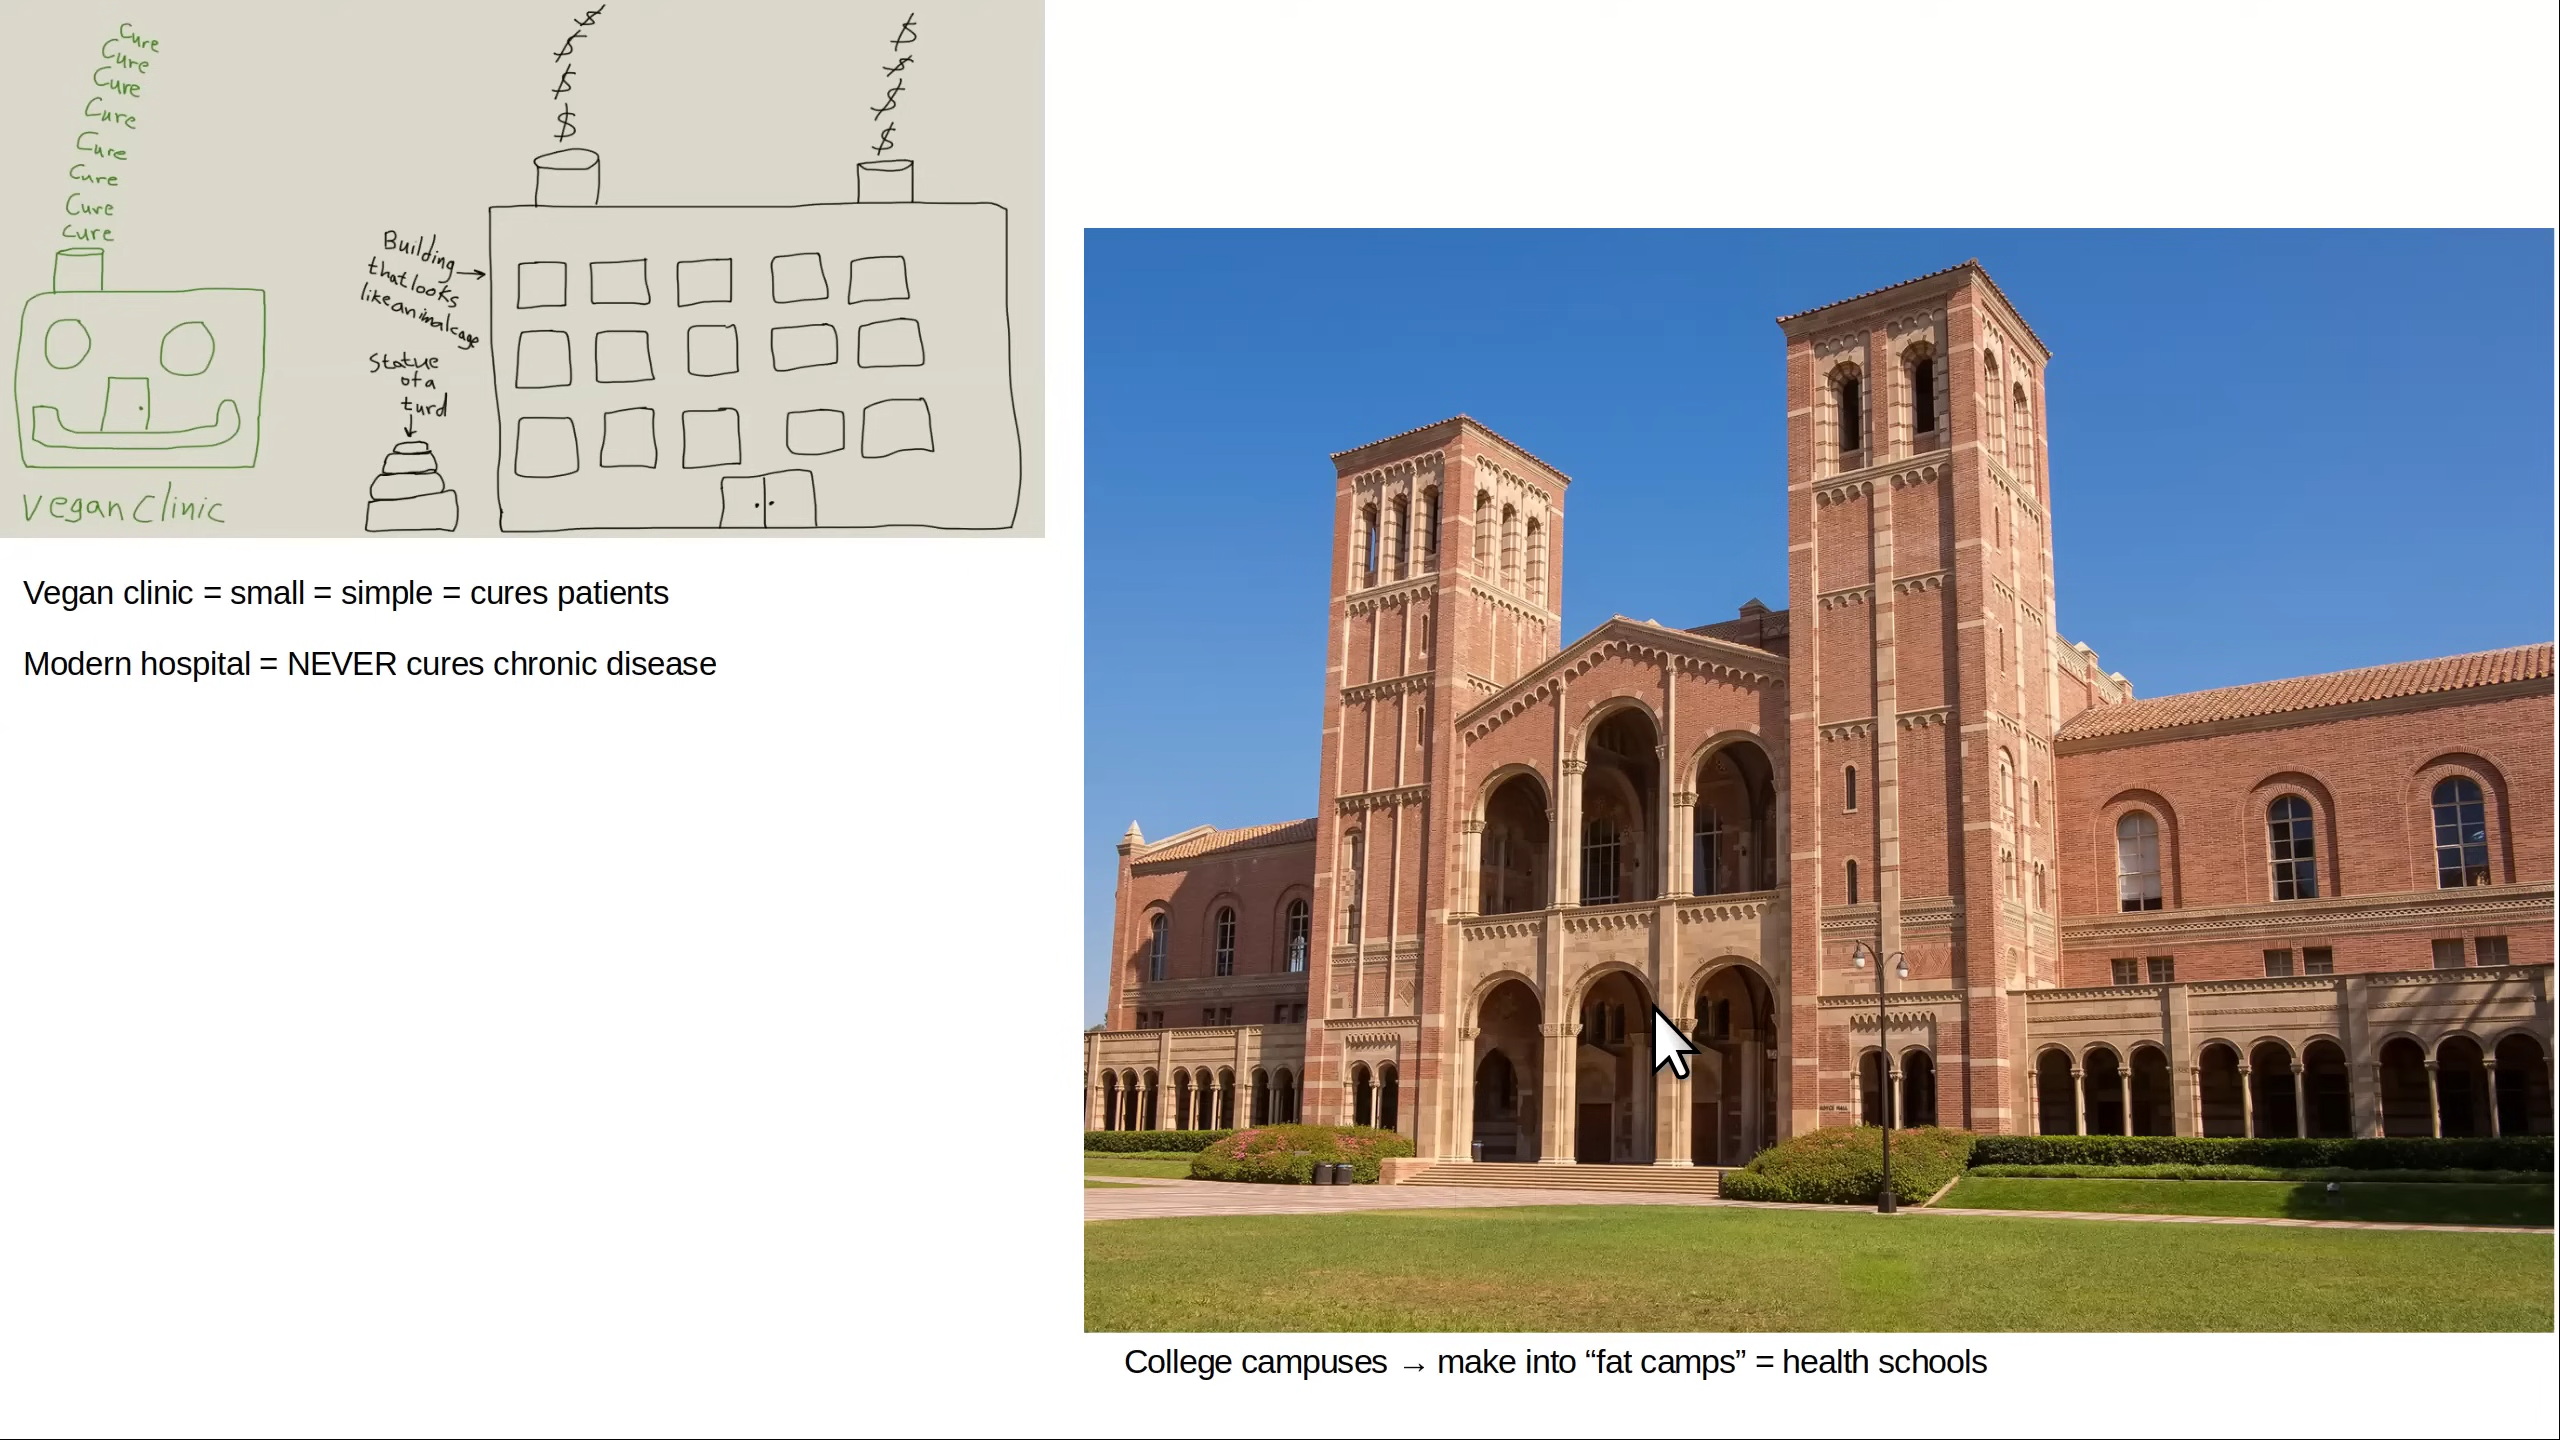 Cure
Cure
Cure
Cure
Cure
Cure
Cure
Cure
Vegan Clinic
$
$
$
$
$
$
$
$
Building
that looks
like animal cage
Statue
of a
turd
Vegan clinic = small = simple = cures patients
Modern hospital = NEVER cures chronic disease
ROYCE HALL
College campuses → make into “fat camps” = health schools